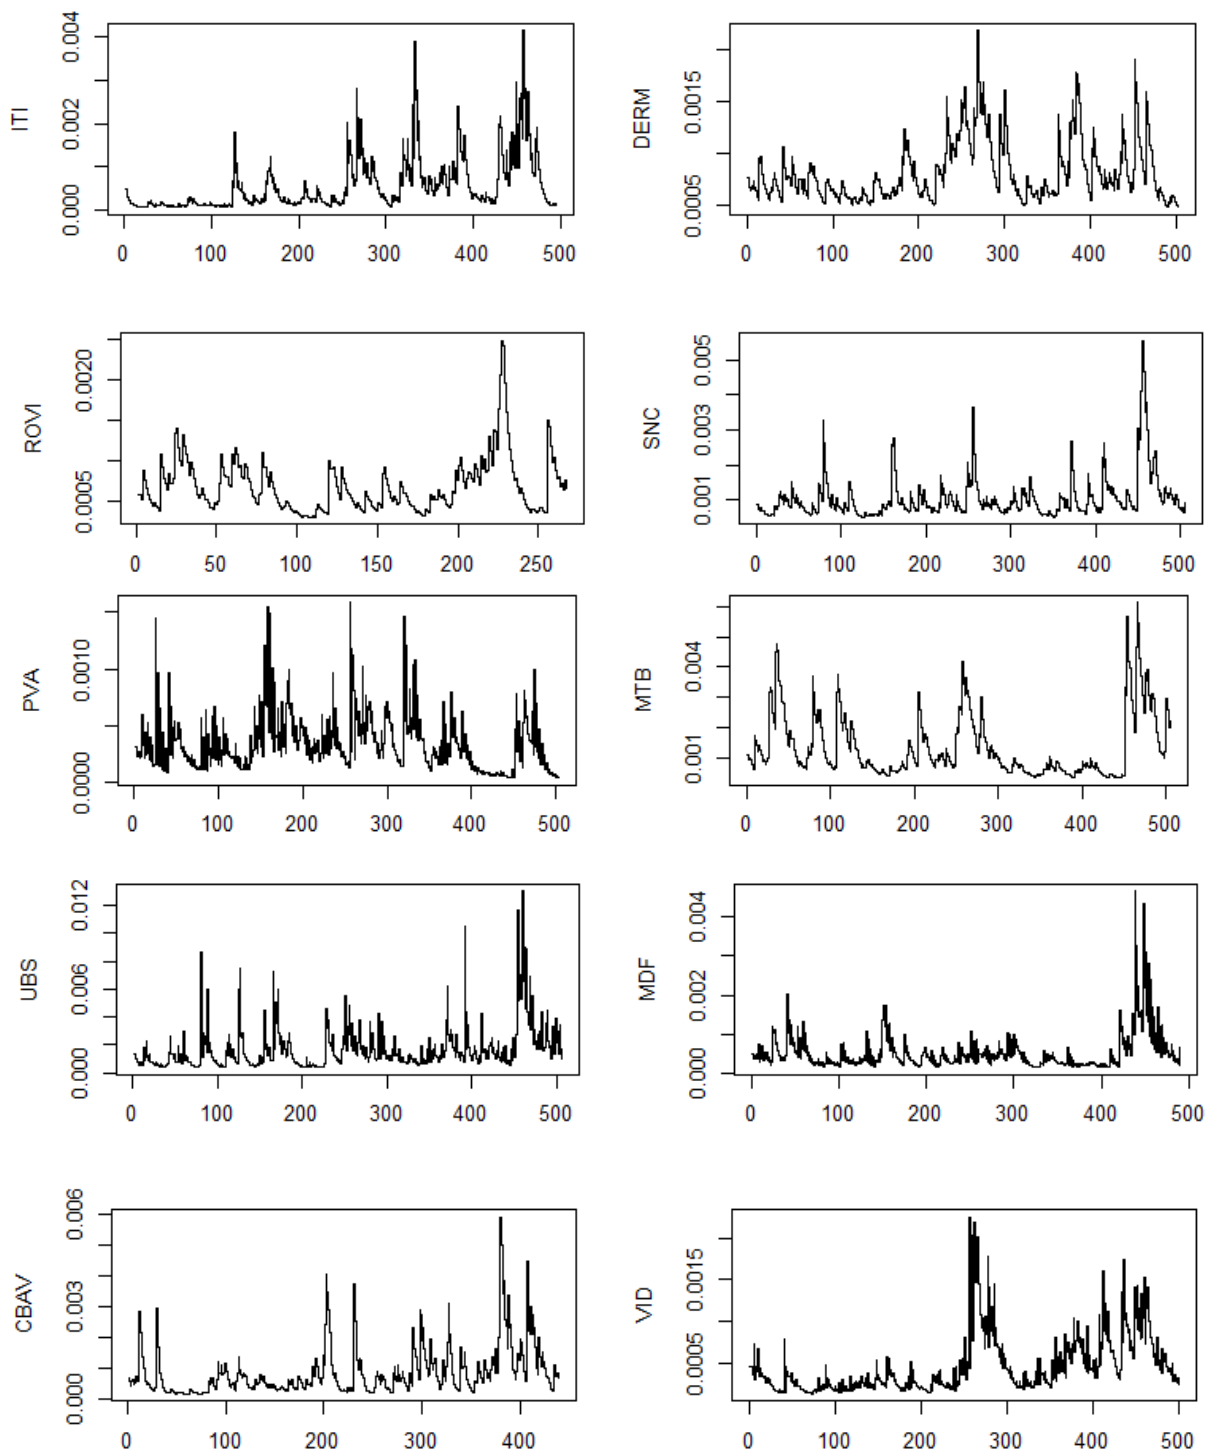 ITI
0.000 0.002 0.004
0 100 200 300 400 500
DERM
0.0005 0.0015
0 100 200 300 400 500
ROVI
0.0005 0.0020
0 50 100 150 200 250
SNC
0.001 0.003 0.005
0 100 200 300 400 500
PVA
0.0000 0.0010
0 100 200 300 400 500
MTB
0.001 0.004
0 100 200 300 400 500
UBS
0.000 0.006 0.012
0 100 200 300 400 500
MDF
0.000 0.002 0.004
0 100 200 300 400 500
CBAV
0.000 0.003 0.006
0 100 200 300 400
VID
0.0005 0.0015
0 100 200 300 400 500